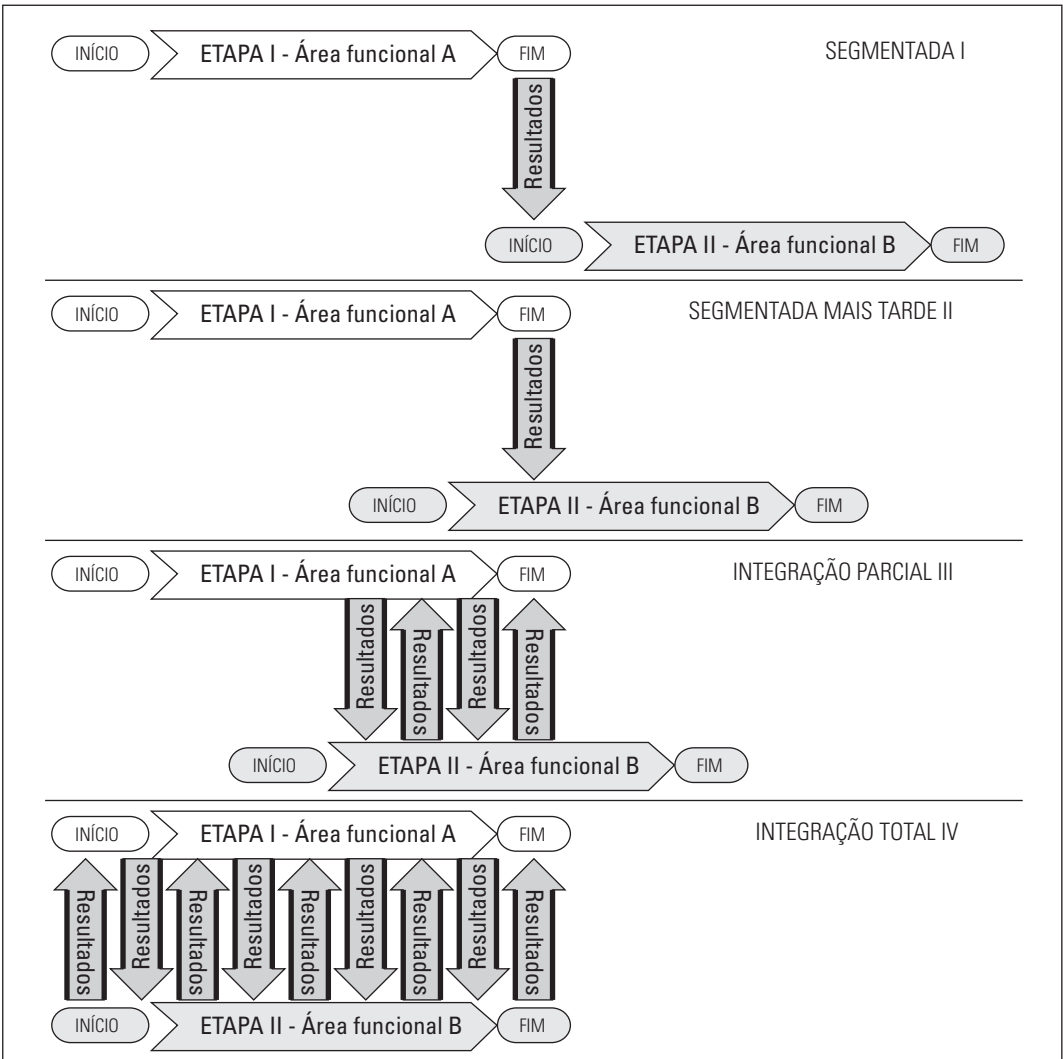 INÍCIO ETAPA I - Área funcional A FIM SEGMENTADA I
Resultados
INÍCIO ETAPA II - Área funcional B FIM
INÍCIO ETAPA I - Área funcional A FIM SEGMENTADA MAIS TARDE II
Resultados
INÍCIO ETAPA II - Área funcional B FIM
INÍCIO ETAPA I - Área funcional A FIM INTEGRAÇÃO PARCIAL III
Resultados Resultados Resultados Resultados
INÍCIO ETAPA II - Área funcional B FIM
INÍCIO ETAPA I - Área funcional A FIM INTEGRAÇÃO TOTAL IV
Resultados Resultados Resultados Resultados Resultados Resultados Resultados Resultados Resultados
INÍCIO ETAPA II - Área funcional B FIM